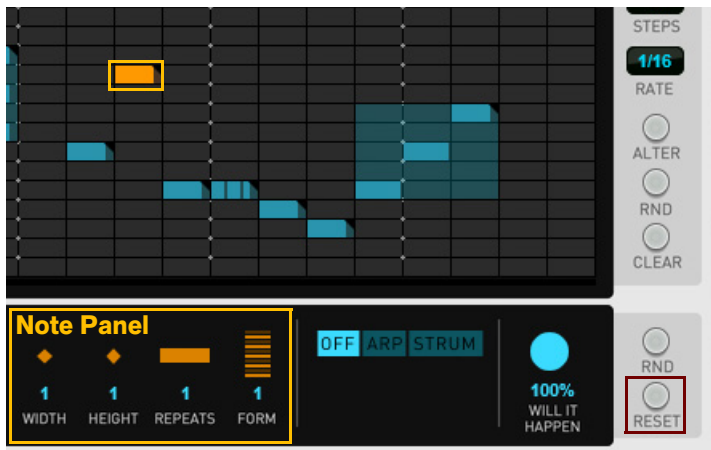 STEPS
1/16
RATE
ALTER
RND
CLEAR
Note Panel
1
WIDTH
1
HEIGHT
1
REPEATS
1
FORM
OFF ARP STRUM
100%
WILL IT
HAPPEN
RND
RESET